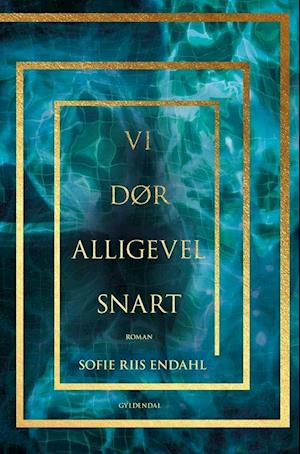 VI
DØR
ALLIGEVEL
SNART
ROMAN
SOFIE RIIS ENDAHL
GYLDENDAL